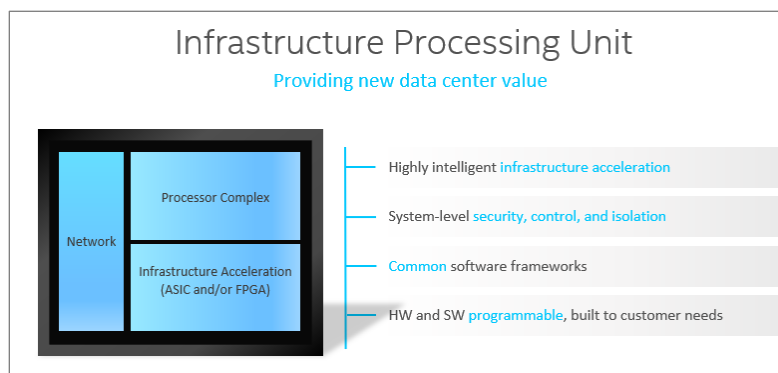 Infrastructure Processing Unit
Providing new data center value
Network
Processor Complex
Infrastructure Acceleration
(ASIC and/or FPGA)
Highly intelligent infrastructure acceleration
System-level security, control, and isolation
Common software frameworks
HW and SW programmable, built to customer needs